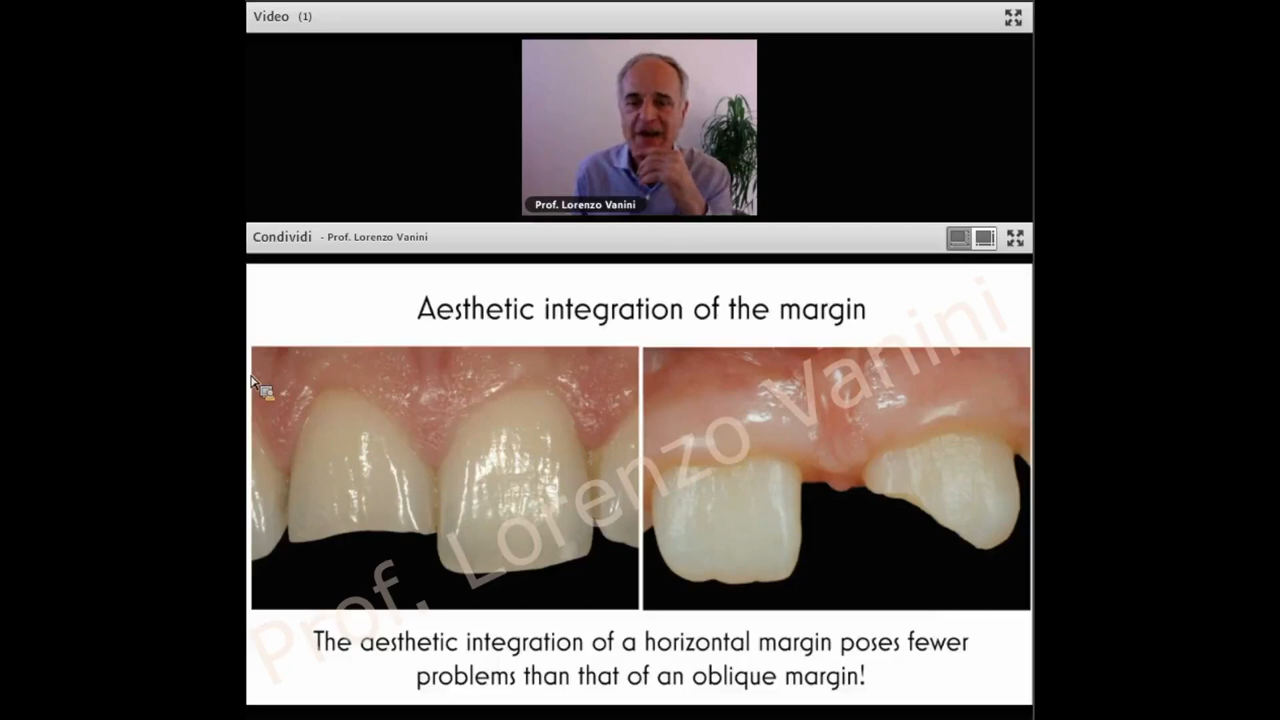 Video (1)
Prof. Lorenzo Vanini
Condividi - Prof. Lorenzo Vanini
Aesthetic integration of the margin
Prof. Lorenzo Vanini
The aesthetic integration of a horizontal margin poses fewer
problems than that of an oblique margin!